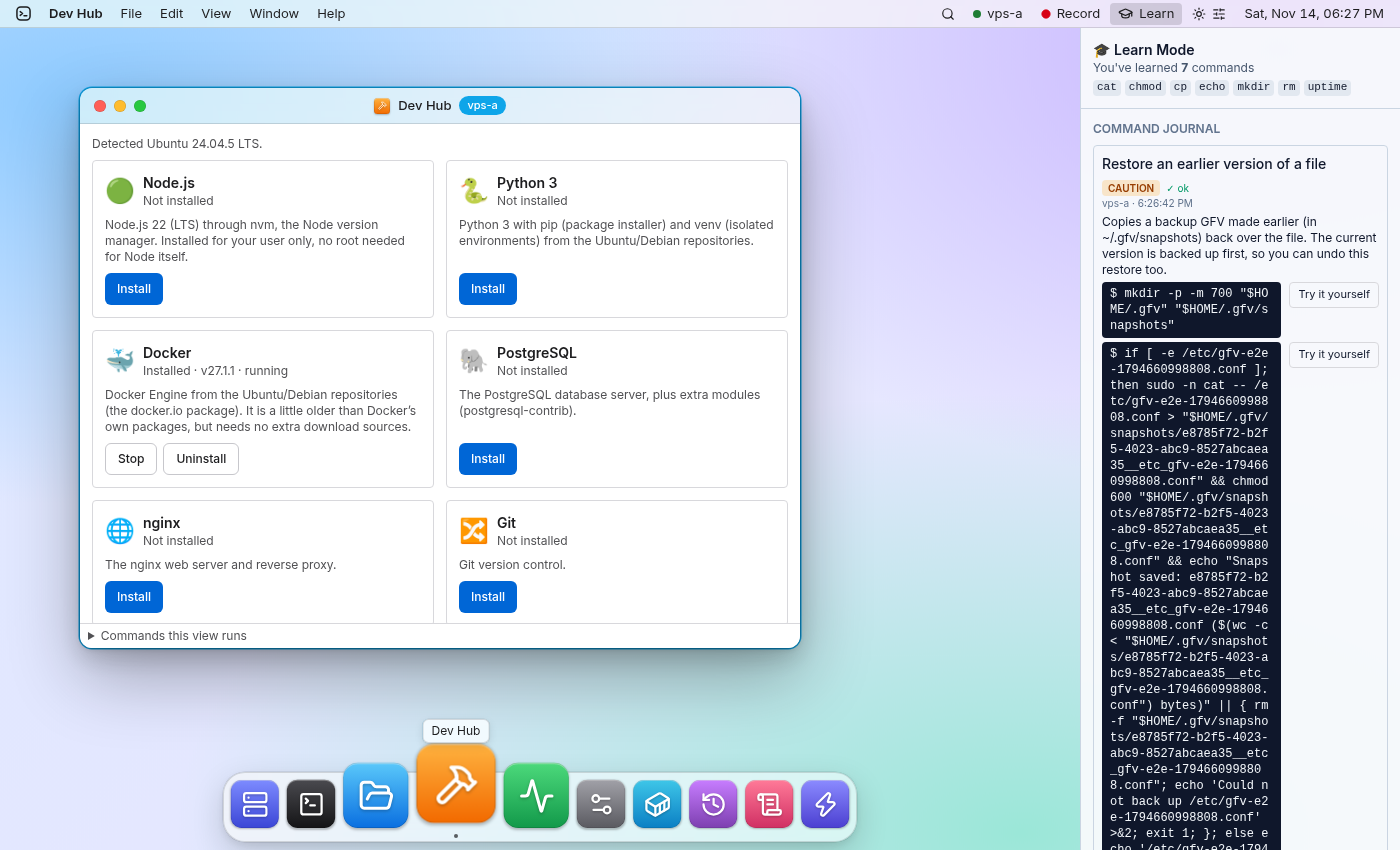 Dev Hub File Edit View Window Help vps-a Record Learn Sat, Nov 14, 06:27 PM
Dev Hub vps-a
Detected Ubuntu 24.04.5 LTS.
Node.js
Not installed
Node.js 22 (LTS) through nvm, the Node version
manager. Installed for your user only, no root needed
for Node itself.
Install
Python 3
Not installed
Python 3 with pip (package installer) and venv (isolated
environments) from the Ubuntu/Debian repositories.
Install
Docker
Installed · v27.1.1 · running
Docker Engine from the Ubuntu/Debian repositories
(the docker.io package). It is a little older than Docker’s
own packages, but needs no extra download sources.
Stop Uninstall
PostgreSQL
Not installed
The PostgreSQL database server, plus extra modules
(postgresql-contrib).
Install
nginx
Not installed
The nginx web server and reverse proxy.
Install
Git
Not installed
Git version control.
Install
Commands this view runs
Dev Hub
Learn Mode
You've learned 7 commands
cat chmod cp echo mkdir rm uptime
COMMAND JOURNAL
Restore an earlier version of a file
CAUTION ✓ ok
vps-a · 6:26:42 PM
Copies a backup GFV made earlier (in
~/.gfv/snapshots) back over the file. The current
version is backed up first, so you can undo this
restore too.
$ mkdir -p -m 700 "$HO
ME/.gfv" "$HOME/.gfv/s
napshots"
Try it yourself
$ if [ -e /etc/gfv-e2e
-1794660998808.conf ];
then sudo -n cat -- /e
tc/gfv-e2e-17946609988
08.conf > "$HOME/.gfv/
snapshots/e8785f72-b2f
5-4023-abc9-8527abcaea
35__etc_gfv-e2e-179466
0998808.conf" && chmod
600 "$HOME/.gfv/snapsh
ots/e8785f72-b2f5-4023
-abc9-8527abcaea35__et
c_gfv-e2e-179466099880
8.conf" && echo "Snaps
hot saved: e8785f72-b2
f5-4023-abc9-8527abcae
a35__etc_gfv-e2e-17946
60998808.conf ($(wc -c
< "$HOME/.gfv/snapshot
s/e8785f72-b2f5-4023-a
bc9-8527abcaea35__etc_
gfv-e2e-1794660998808.
conf") bytes)" || { rm
-f "$HOME/.gfv/snapsho
ts/e8785f72-b2f5-4023-
abc9-8527abcaea35__etc
_gfv-e2e-179466099880
8.conf"; echo 'Could n
ot back up /etc/gfv-e2
e-1794660998808.conf'
>&2; exit 1; }; else e
cho '/etc/gfv-e2e-1794
Try it yourself